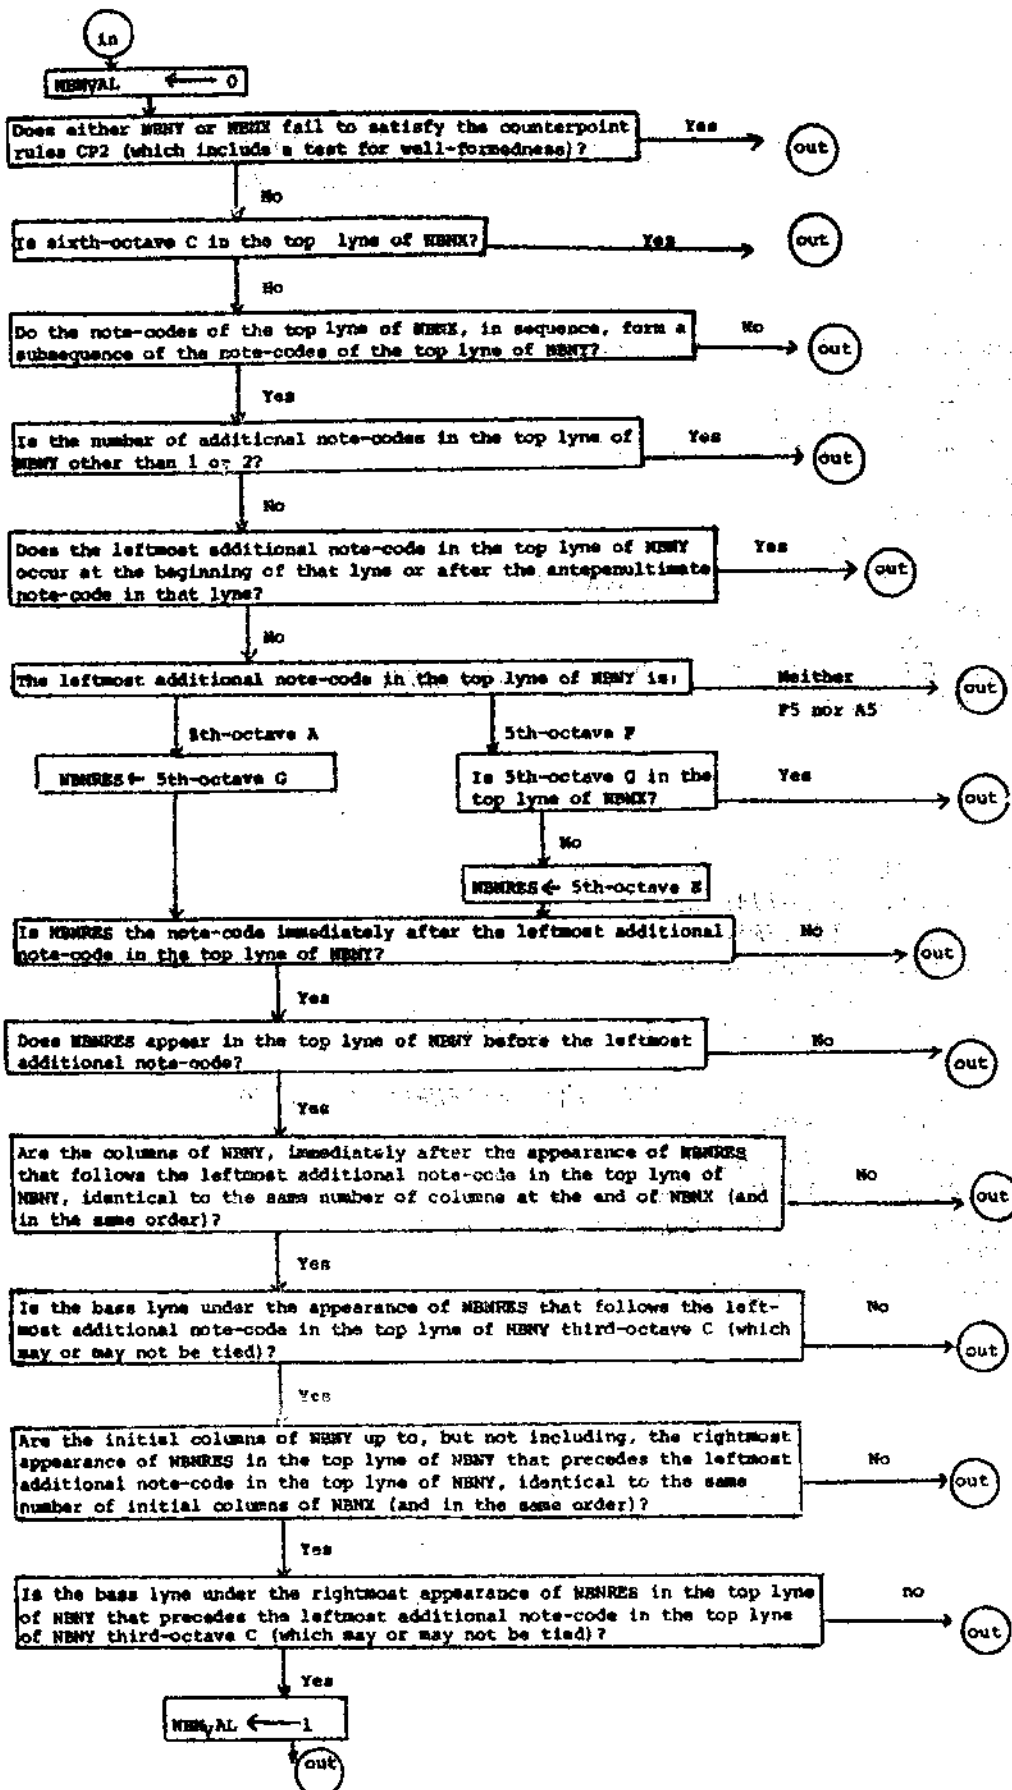 in
NBNVAL ← 0
Does either NBNY or NBNX fail to satisfy the counterpoint
rules CP2 (which include a test for well-formedness)?
Yes
out
No
Is sixth-octave C in the top lyne of NBNX?
Yes
out
No
Do the note-codes of the top lyne of NBNX, in sequence, form a
subsequence of the note-codes of the top lyne of NBNY?
No
out
Yes
Is the number of additional note-codes in the top lyne of
NBNY other than 1 or 2?
Yes
out
No
Does the leftmost additional note-code in the top lyne of NBNY
occur at the beginning of that lyne or after the antepenultimate
note-code in that lyne?
Yes
out
No
The leftmost additional note-code in the top lyne of NBNY is:
Neither
F5 nor A5
out
5th-octave A
5th-octave F
NBNRES ← 5th-octave G
Is 5th-octave G in the
top lyne of NBNX?
Yes
out
No
NBNRES ← 5th-octave E
Is NBNRES the note-code immediately after the leftmost additional
note-code in the top lyne of NBNY?
No
out
Yes
Does NBNRES appear in the top lyne of NBNY before the leftmost
additional note-code?
No
out
Yes
Are the columns of NBNY, immediately after the appearance of NBNRES
that follows the leftmost additional note-code in the top lyne of
NBNY, identical to the same number of columns at the end of NBNX (and
in the same order)?
No
out
Yes
Is the bass lyne under the appearance of NBNRES that follows the left-
most additional note-code in the top lyne of NBNY third-octave C (which
may or may not be tied)?
No
out
Yes
Are the initial columns of NBNY up to, but not including, the rightmost
appearance of NBNRES in the top lyne of NBNY that precedes the leftmost
additional note-code in the top lyne of NBNY, identical to the same
number of initial columns of NBNX (and in the same order)?
No
out
Yes
Is the bass lyne under the rightmost appearance of NBNRES in the top lyne
of NBNY that precedes the leftmost additional note-code in the top lyne
of NBNY third-octave C (which may or may not be tied)?
no
out
Yes
NBNVAL ← 1
out